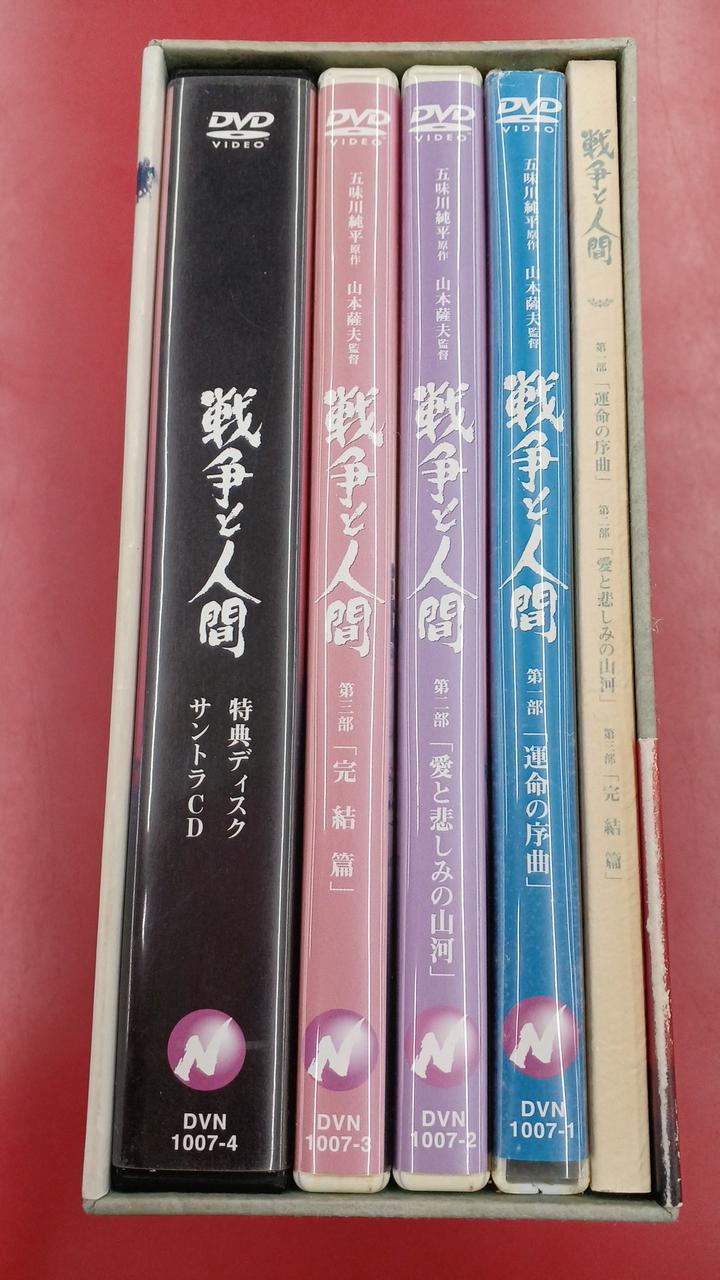 DVD
VIDEO
戦争と人間
特典ディスク
サントラCD
N
DVN
1007-4
DVD
VIDEO
五味川純平原作 山本薩夫監督
戦争と人間
第三部「完結篇」
N
DVN
1007-3
DVD
VIDEO
五味川純平原作 山本薩夫監督
戦争と人間
第二部「愛と悲しみの山河」
N
DVN
1007-2
DVD
VIDEO
五味川純平原作 山本薩夫監督
戦争と人間
第一部「運命の序曲」
N
DVN
1007-1
戦争と人間
第一部「運命の序曲」 第二部「愛と悲しみの山河」 第三部「完結篇」